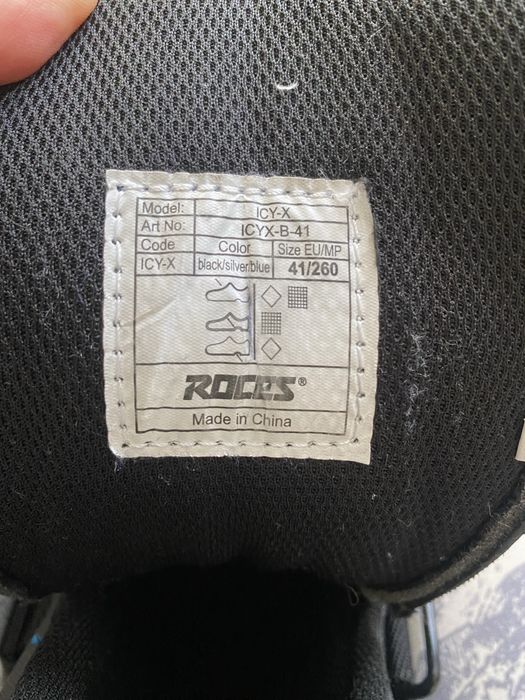 Model: ICY-X
Art No: ICYX-B-41
Code Color Size EU/MP
ICY-X black/silver/blue 41/260
ROCES®
Made in China